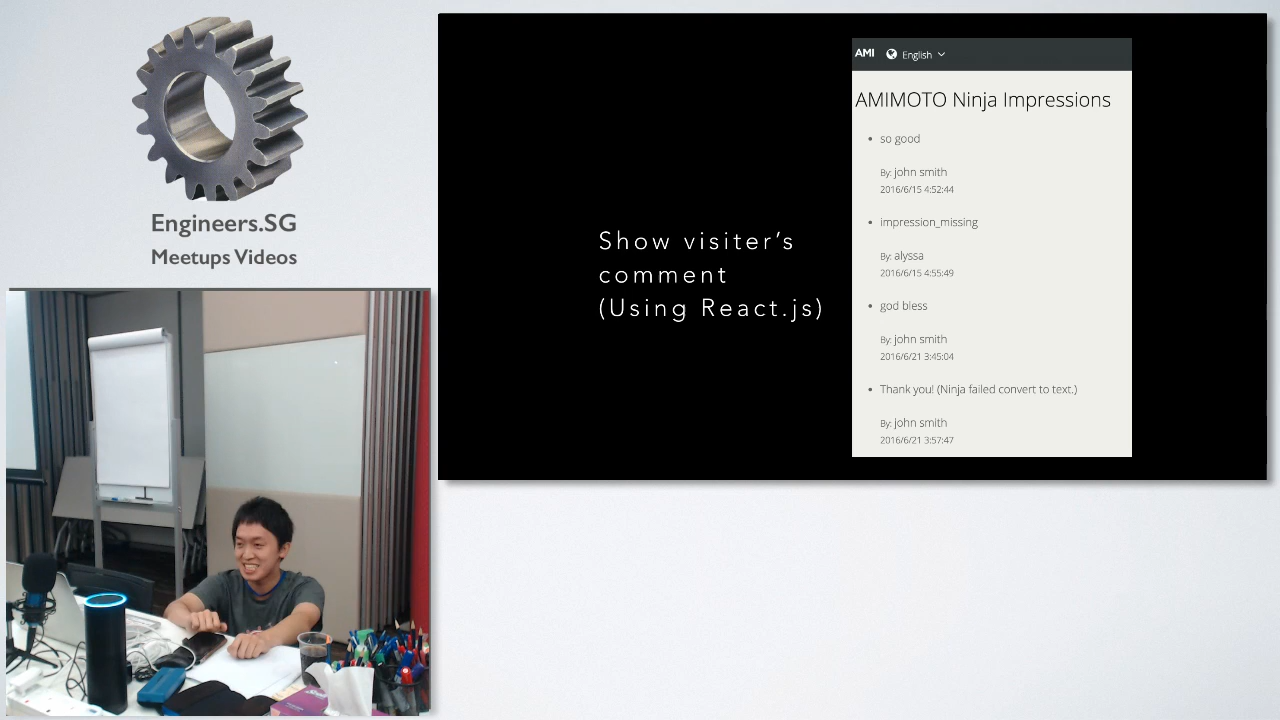 Engineers.SG
Meetups Videos
Show visiter's
comment
(Using React.js)
AMI
English
AMIMOTO Ninja Impressions
so good
By: john smith
2016/6/15 4:52:44
impression_missing
By: alyssa
2016/6/15 4:55:49
god bless
By: john smith
2016/6/21 3:45:04
Thank you! (Ninja failed convert to text.)
By: john smith
2016/6/21 3:57:47